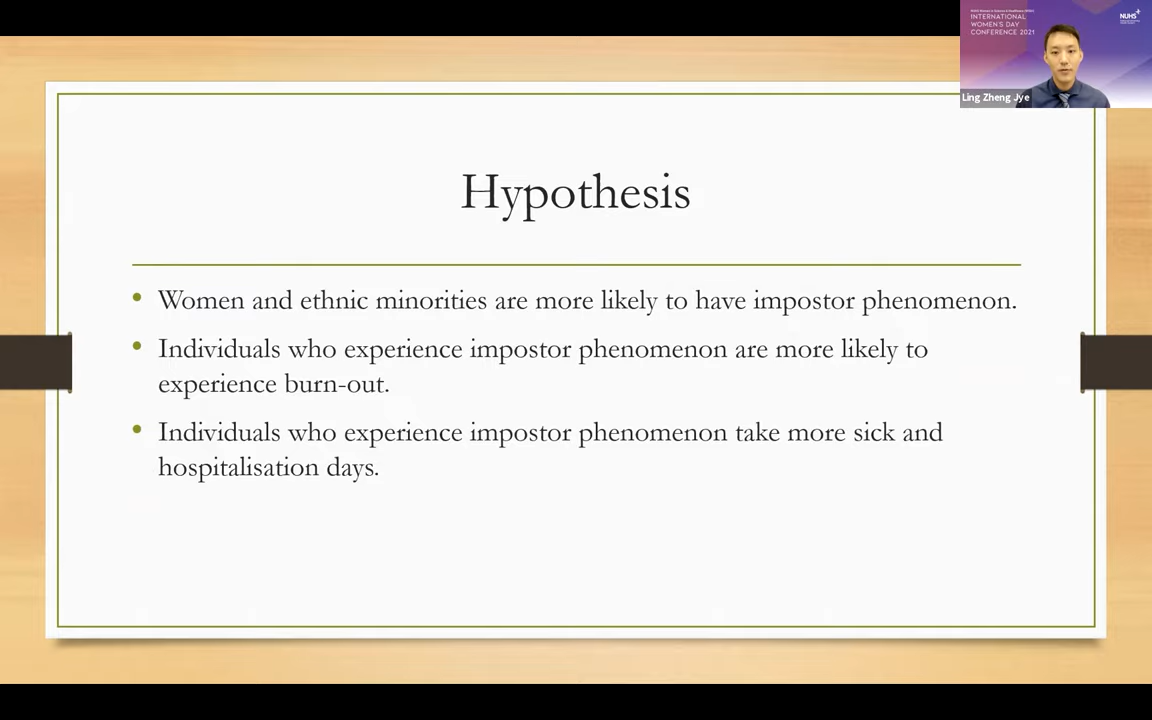 INTERNATIONAL
WOMEN'S DAY
CONFERENCE 2021
NUHS
Ling Zheng Jye
Hypothesis
• Women and ethnic minorities are more likely to have impostor phenomenon.
• Individuals who experience impostor phenomenon are more likely to
experience burn-out.
• Individuals who experience impostor phenomenon take more sick and
hospitalisation days.